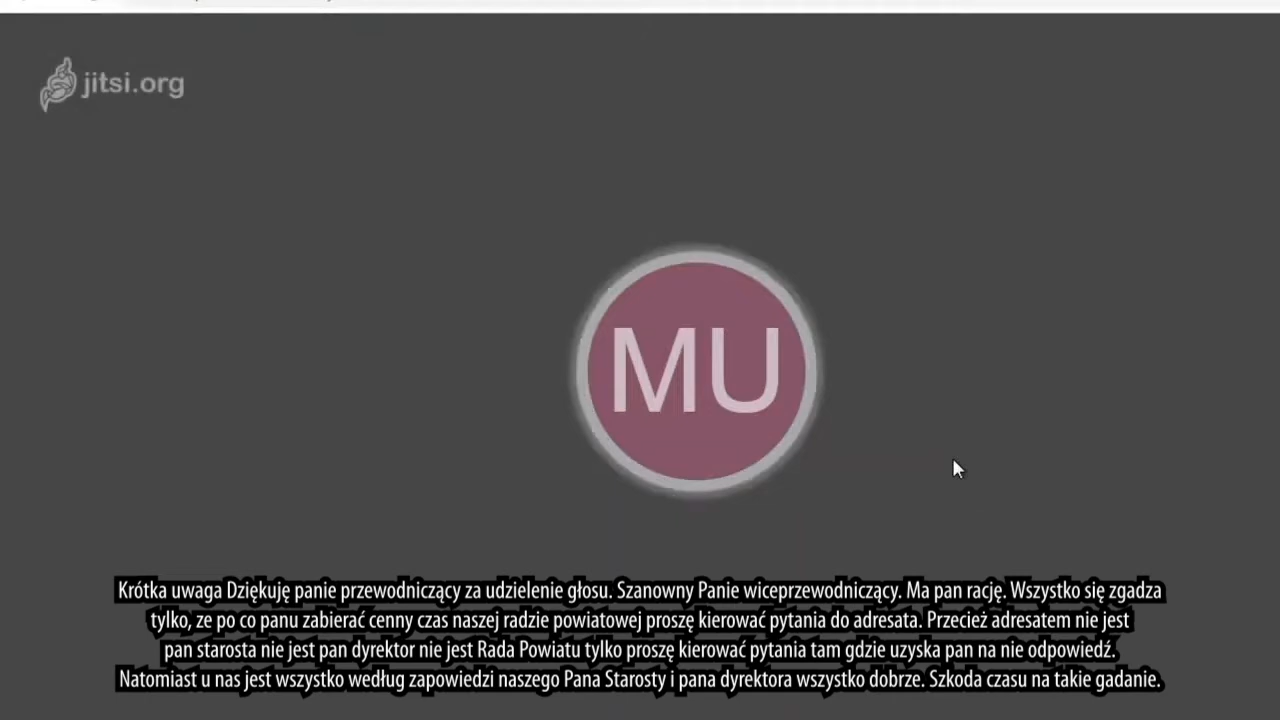 jitsi.org
MU
Krótka uwaga Dziękuję panie przewodniczący za udzielenie głosu. Szanowny Panie wiceprzewodniczący. Ma pan rację. Wszystko się zgadza
tylko, ze po co panu zabierać cenny czas naszej radzie powiatowej proszę kierować pytania do adresata. Przecież adresatem nie jest
pan starosta nie jest pan dyrektor nie jest Rada Powiatu tylko proszę kierować pytania tam gdzie uzyska pan na nie odpowiedź.
Natomiast u nas jest wszystko według zapowiedzi naszego Pana Starosty i pana dyrektora wszystko dobrze. Szkoda czasu na takie gadanie.